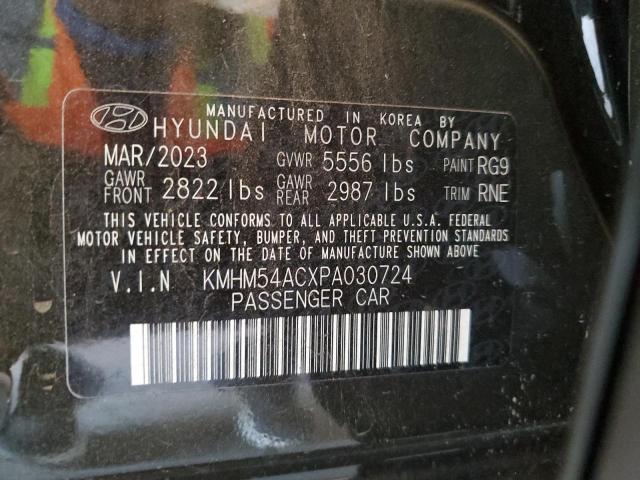 MANUFACTURED IN KOREA BY
HYUNDAI MOTOR COMPANY
MAR/2023 GVWR 5556 lbs PAINT RG9
GAWR FRONT 2822 lbs GAWR REAR 2987 lbs TRIM RNE
THIS VEHICLE CONFORMS TO ALL APPLICABLE U.S.A. FEDERAL
MOTOR VEHICLE SAFETY, BUMPER, AND THEFT PREVENTION STANDARDS
IN EFFECT ON THE DATE OF MANUFACTURE SHOWN ABOVE
V.I.N KMHM54ACXPA030724
PASSENGER CAR